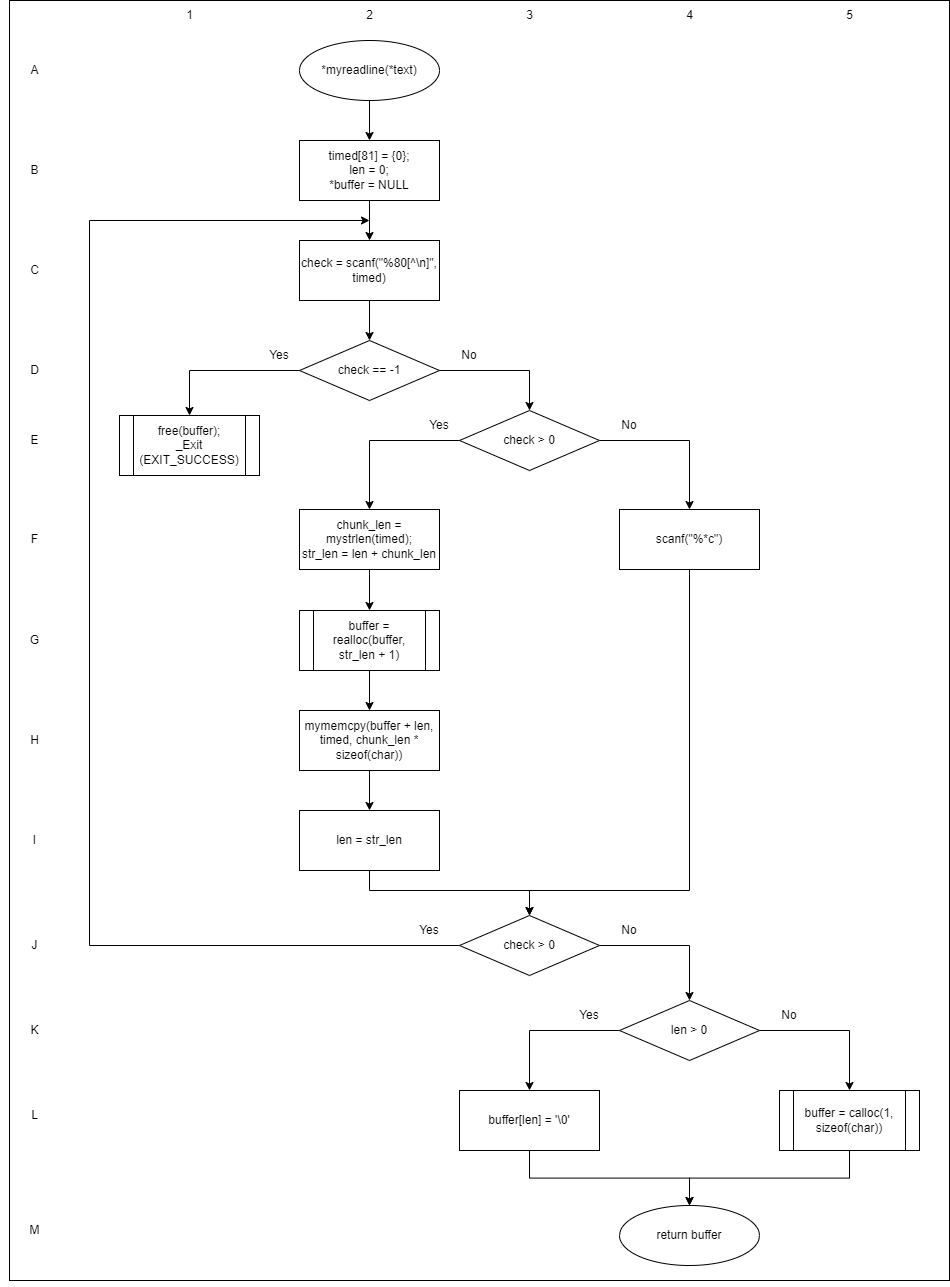 1 2 3 4 5
A
*myreadline(*text)
B
timed[81] = {0};
len = 0;
*buffer = NULL
C
check = scanf("%80[^\n]",
timed)
Yes
No
D
check == -1
Yes
No
E
free(buffer);
_Exit
(EXIT_SUCCESS)
check > 0
F
chunk_len =
mystrlen(timed);
str_len = len + chunk_len
scanf("%*c")
G
buffer =
realloc(buffer,
str_len + 1)
H
mymemcpy(buffer + len,
timed, chunk_len *
sizeof(char))
I
len = str_len
Yes
No
J
check > 0
Yes
No
K
len > 0
L
buffer[len] = '\0'
buffer = calloc(1,
sizeof(char))
M
return buffer